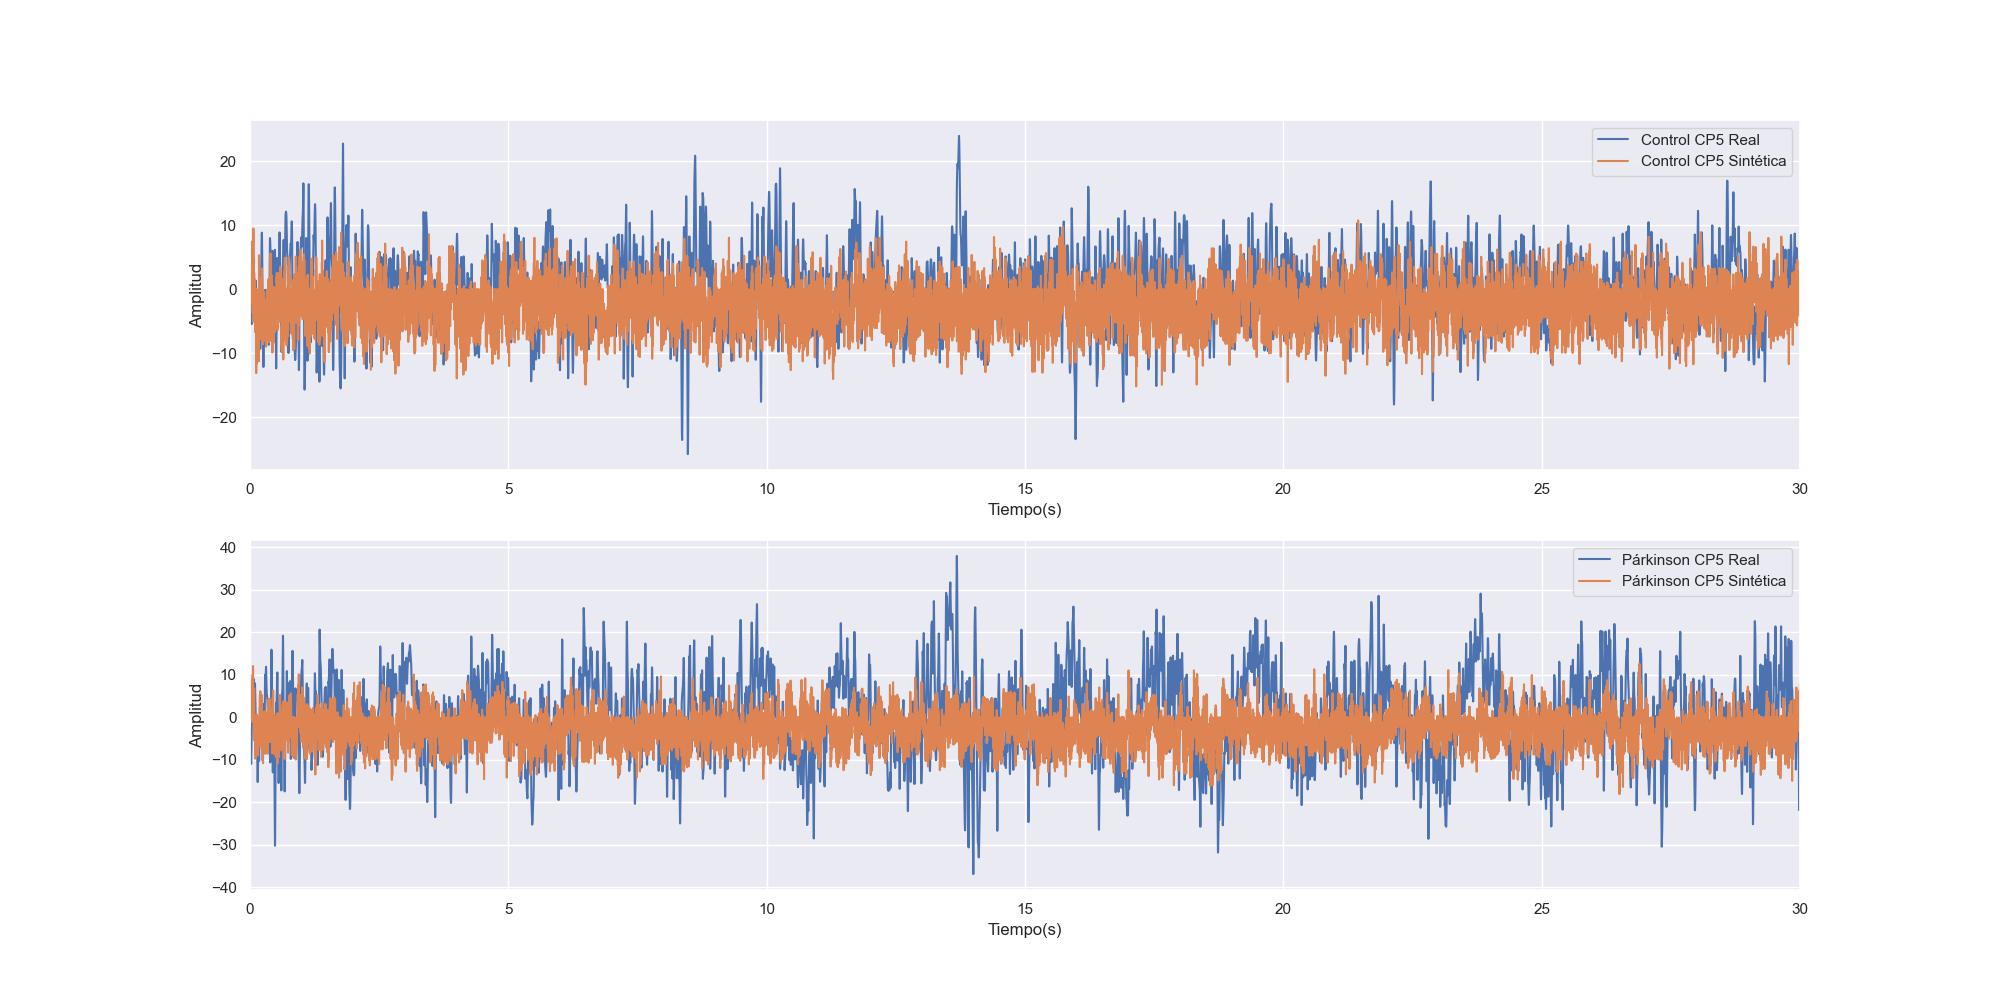 Control CP5 Real
Control CP5 Sintética
Amplitud
20
10
0
−10
−20
0 5 10 15 20 25 30
Tiempo(s)
Párkinson CP5 Real
Párkinson CP5 Sintética
Amplitud
40
30
20
10
0
−10
−20
−30
−40
0 5 10 15 20 25 30
Tiempo(s)